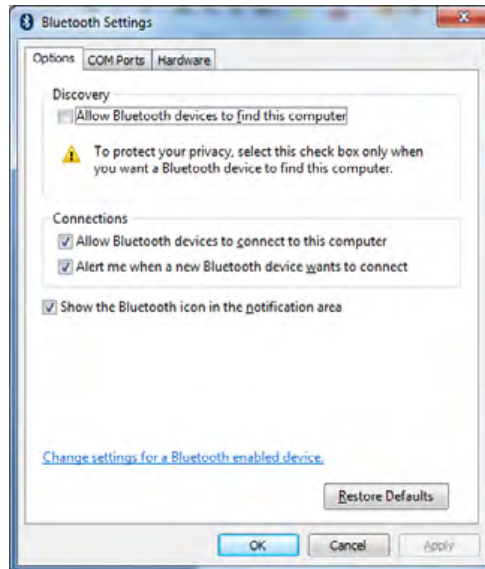 Bluetooth Settings
Options COM Ports Hardware
Discovery
Allow Bluetooth devices to find this computer
To protect your privacy, select this check box only when
you want a Bluetooth device to find this computer.
Connections
Allow Bluetooth devices to connect to this computer
Alert me when a new Bluetooth device wants to connect
Show the Bluetooth icon in the notification area
Change settings for a Bluetooth enabled device.
Restore Defaults
OK Cancel Apply